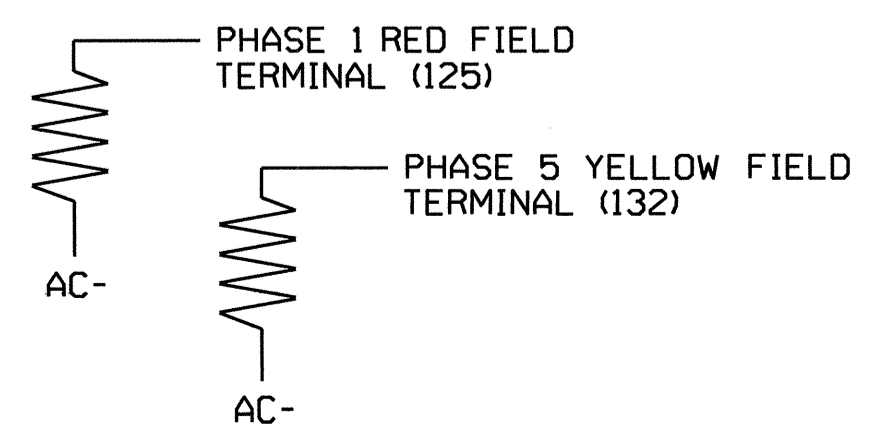 PHASE 1 RED FIELD
TERMINAL (125)
PHASE 5 YELLOW FIELD
TERMINAL (132)
AC-
AC-